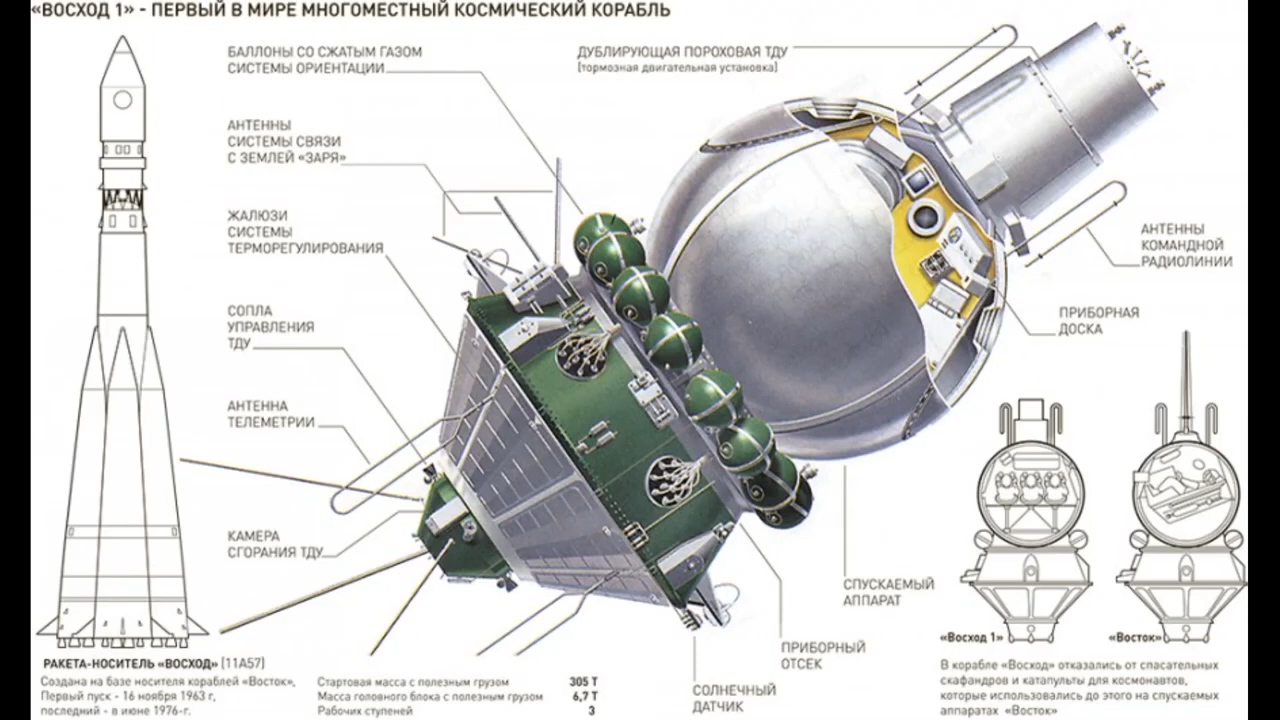 «ВОСХОД 1» - ПЕРВЫЙ В МИРЕ МНОГОМЕСТНЫЙ КОСМИЧЕСКИЙ КОРАБЛЬ
БАЛЛОНЫ СО СЖАТЫМ ГАЗОМ
СИСТЕМЫ ОРИЕНТАЦИИ
ДУБЛИРУЮЩАЯ ПОРОХОВАЯ ТДУ
(тормозная двигательная установка)
АНТЕННЫ
СИСТЕМЫ СВЯЗИ
С ЗЕМЛЕЙ «ЗАРЯ»
ЖАЛЮЗИ
СИСТЕМЫ
ТЕРМОРЕГУЛИРОВАНИЯ
АНТЕННЫ
КОМАНДНОЙ
РАДИОЛИНИИ
СОПЛА
УПРАВЛЕНИЯ
ТДУ
ПРИБОРНАЯ
ДОСКА
АНТЕННА
ТЕЛЕМЕТРИИ
КАМЕРА
СГОРАНИЯ ТДУ
СПУСКАЕМЫЙ
АППАРАТ
ПРИБОРНЫЙ
ОТСЕК
СОЛНЕЧНЫЙ
ДАТЧИК
«Восход 1»
«Восток»
РАКЕТА-НОСИТЕЛЬ «ВОСХОД» (11А57)
Создана на базе носителя кораблей «Восток»,
Первый пуск - 16 ноября 1963 г,
последний - в июне 1976-г.
Стартовая масса с полезным грузом 305 Т
Масса головного блока с полезным грузом 6,7 Т
Рабочих ступеней 3
В корабле «Восход» отказались от спасательных
скафандров и катапульты для космонавтов,
которые использовались до этого на спускаемых
аппаратах «Восток»